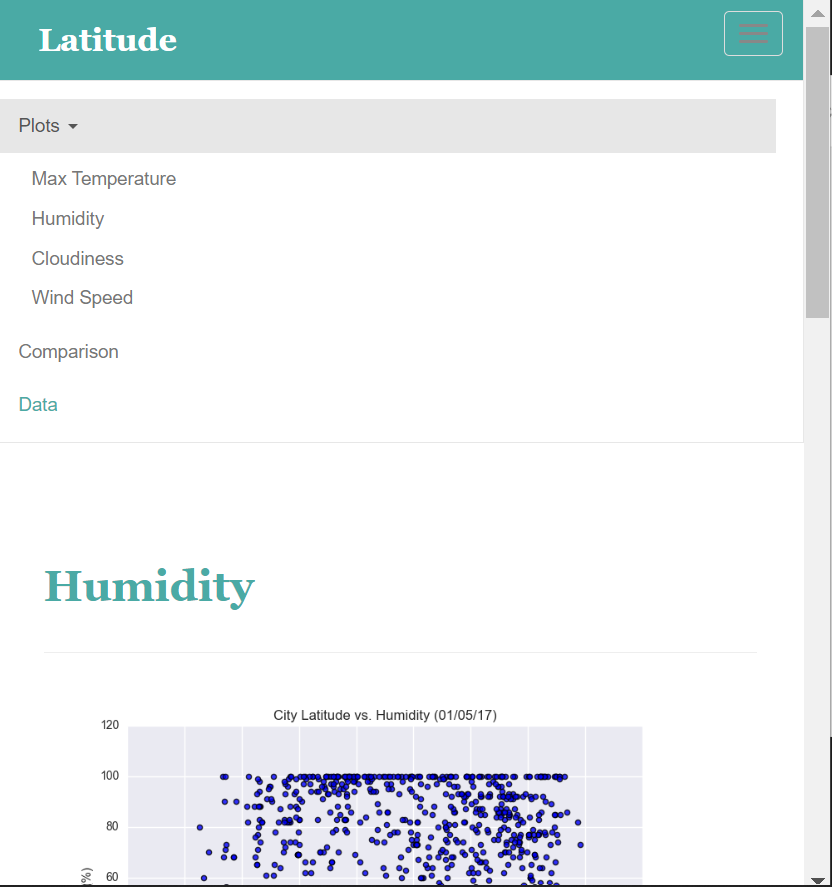 Latitude
Plots
Max Temperature
Humidity
Cloudiness
Wind Speed
Comparison
Data
Humidity
City Latitude vs. Humidity (01/05/17)
120
100
80
60
(%)